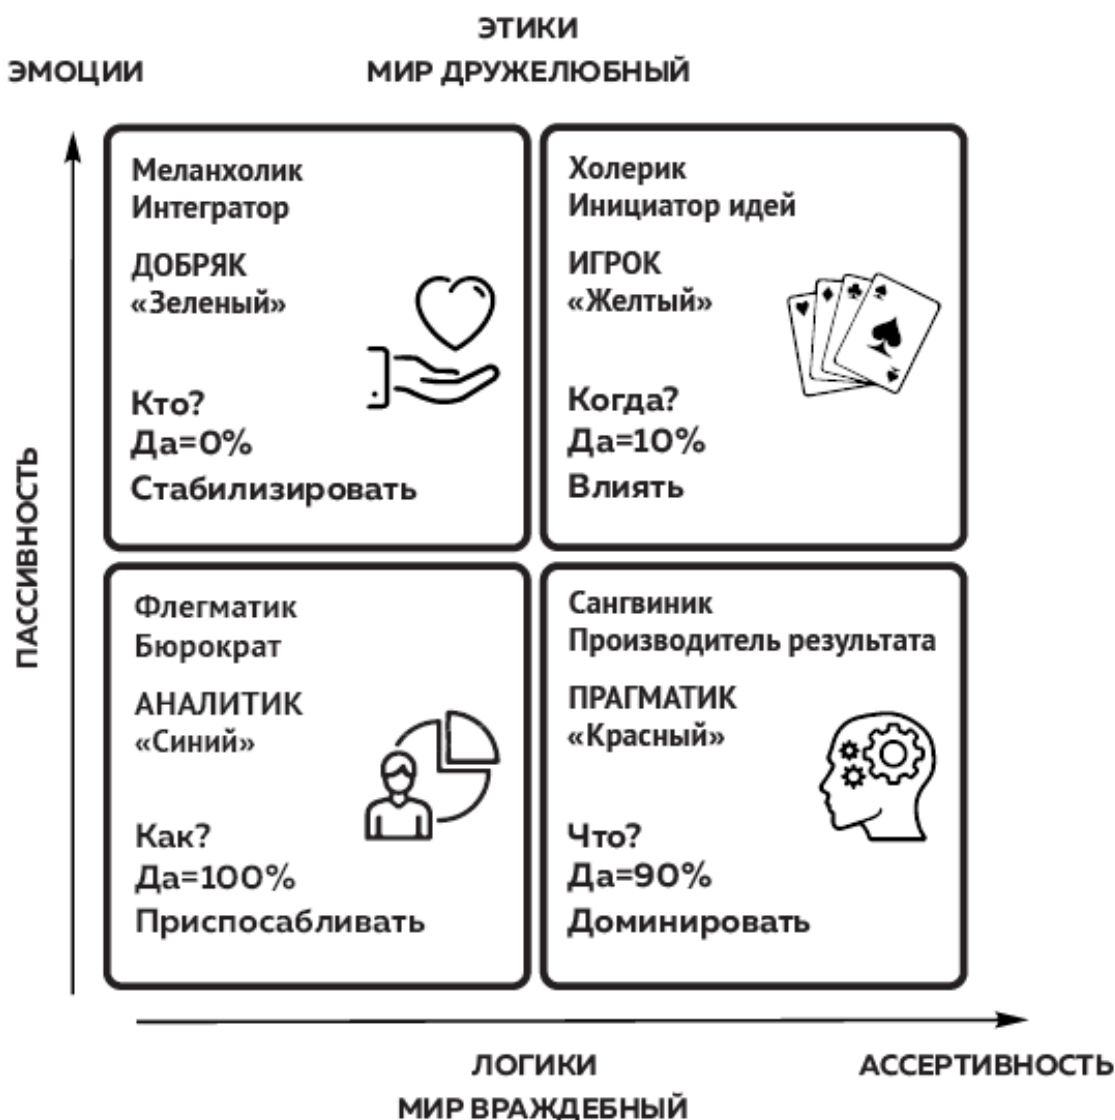 ЭТИКИ
ЭМОЦИИ
МИР ДРУЖЕЛЮБНЫЙ
Меланхолик
Интегратор
ДОБРЯК
«Зеленый»
Кто?
Да=0%
Стабилизировать
Холерик
Инициатор идей
ИГРОК
«Желтый»
Когда?
Да=10%
Влиять
ПАССИВНОСТЬ
Флегматик
Бюрократ
АНАЛИТИК
«Синий»
Как?
Да=100%
Приспосабливать
Сангвиник
Производитель результата
ПРАГМАТИК
«Красный»
Что?
Да=90%
Доминировать
ЛОГИКИ
АССЕРТИВНОСТЬ
МИР ВРАЖДЕБНЫЙ